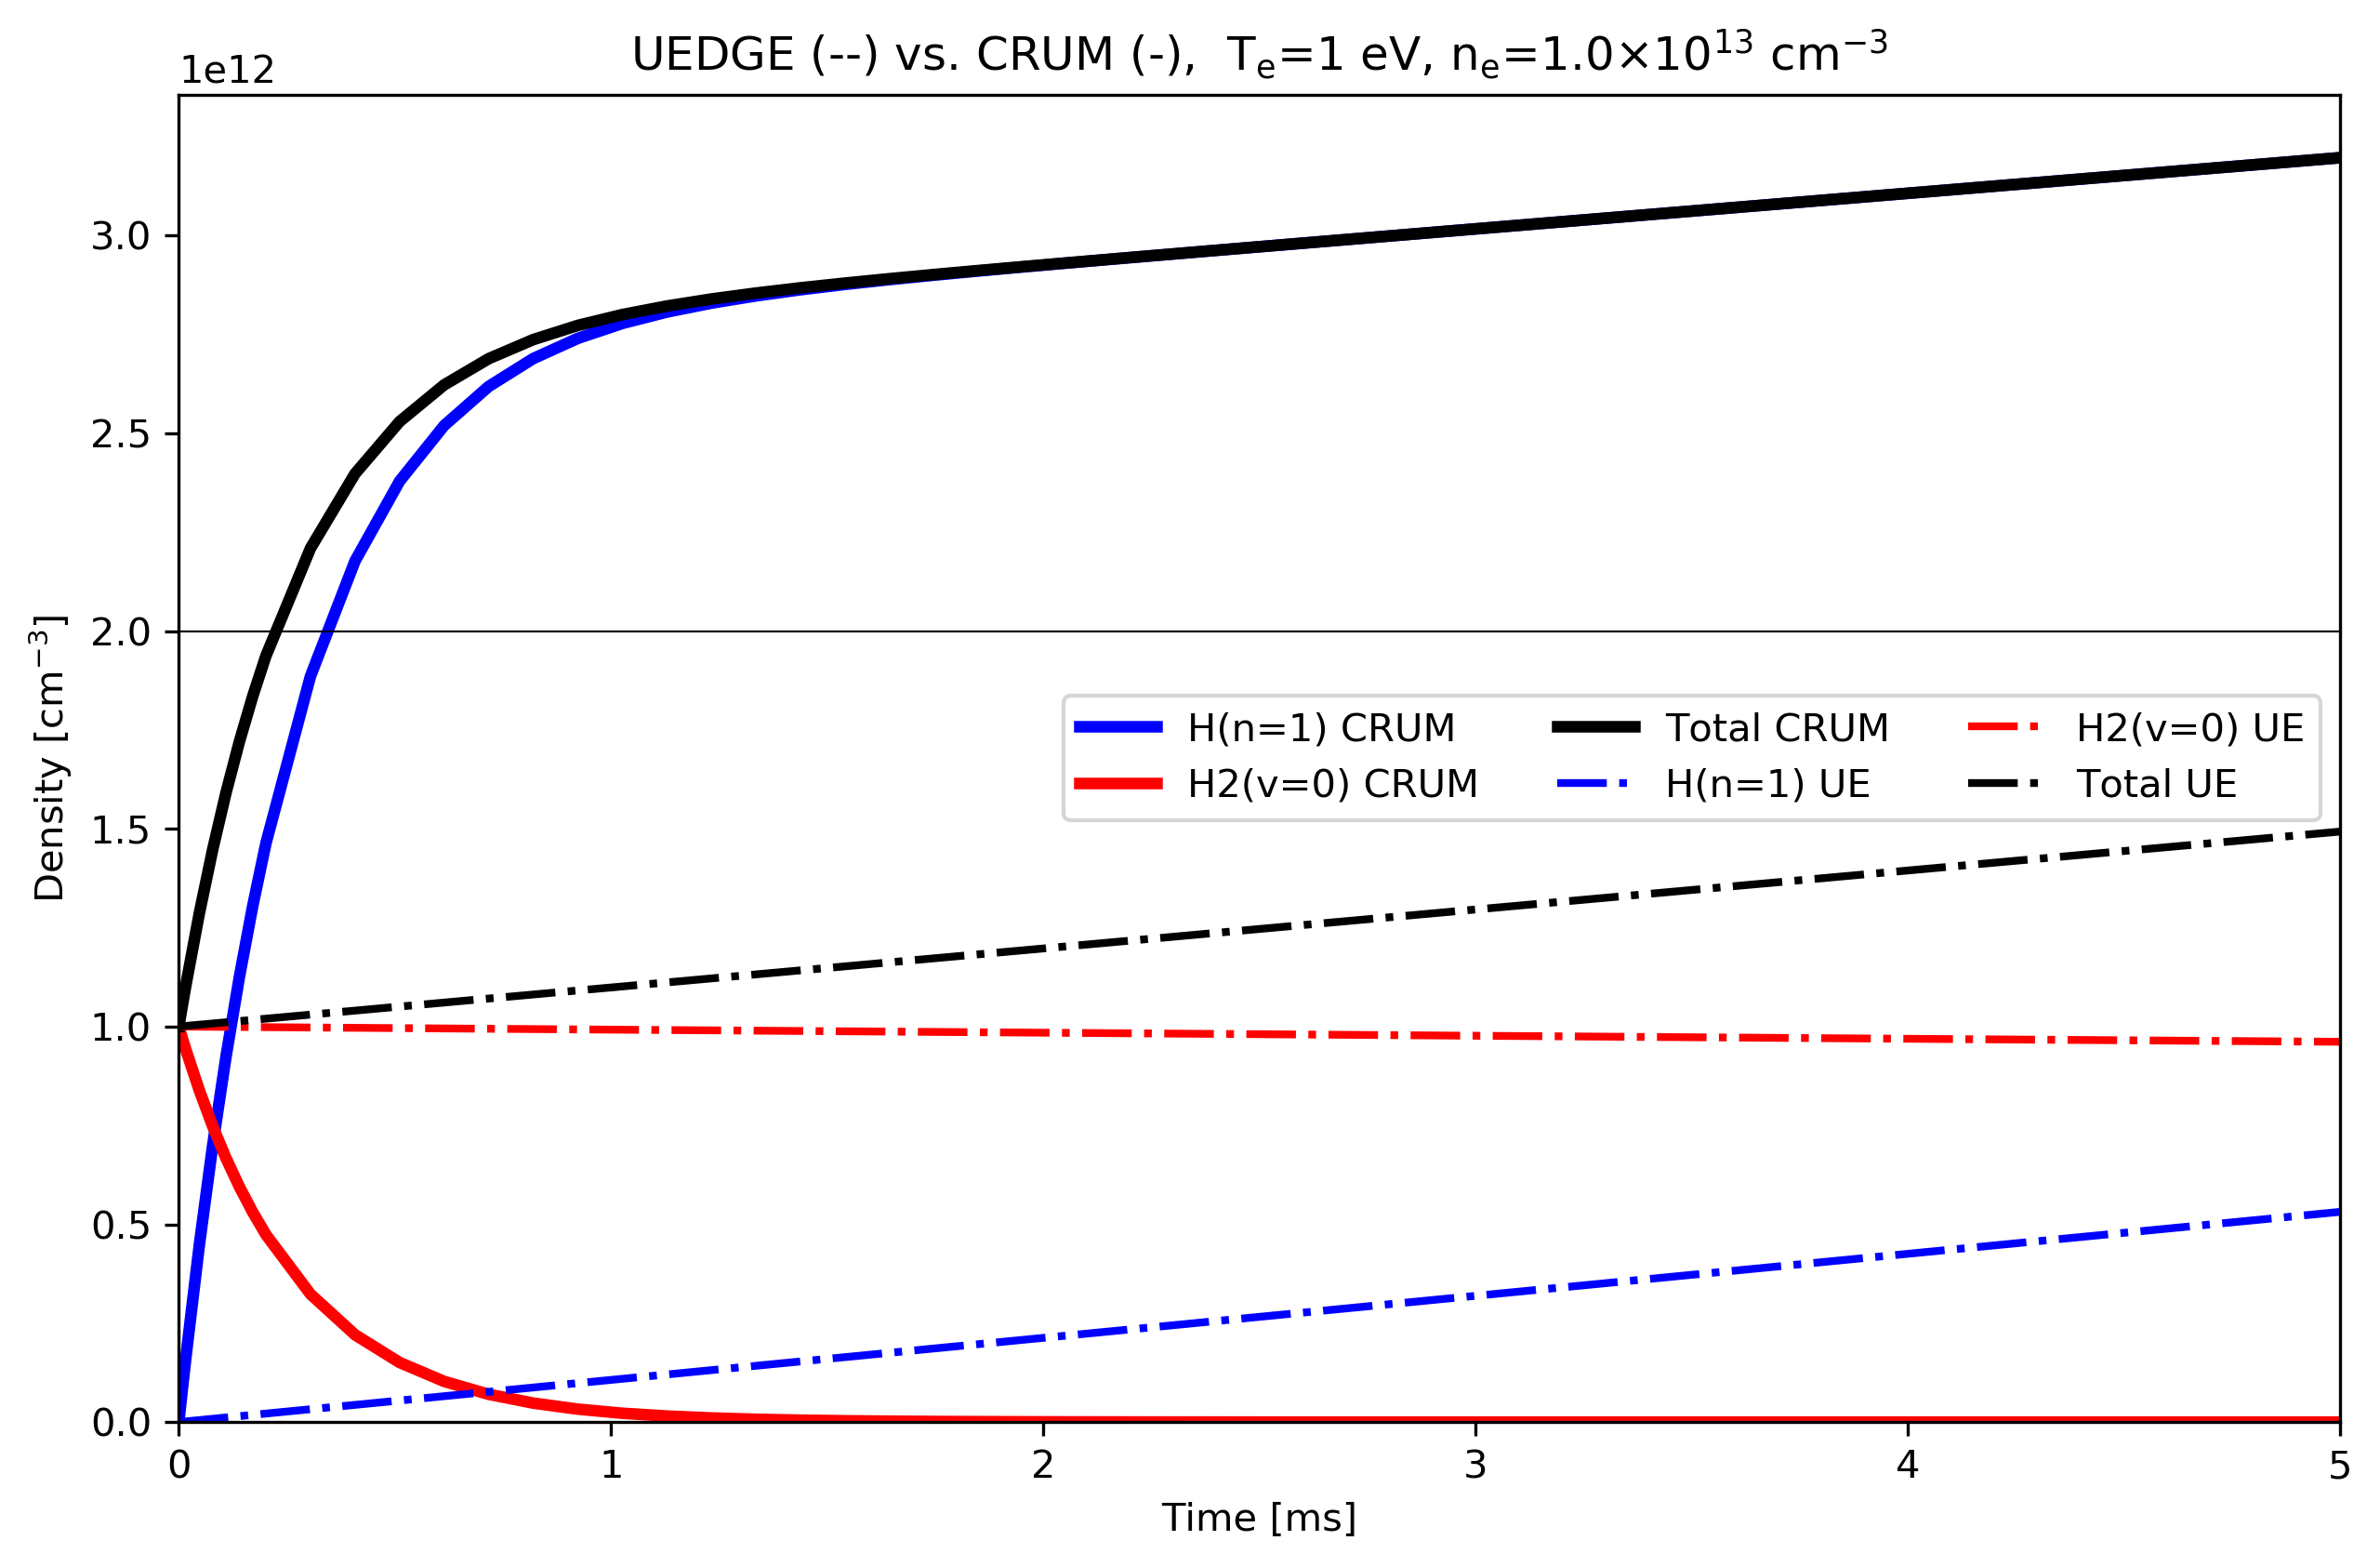 UEDGE (--) vs. CRUM (-),  Tₑ=1 eV, nₑ=1.0×10¹³ cm⁻³
1e12
3.0
2.5
2.0
1.5
1.0
0.5
0.0
Density [cm⁻³]
H(n=1) CRUM
H2(v=0) CRUM
Total CRUM
H(n=1) UE
H2(v=0) UE
Total UE
0 1 2 3 4 5
Time [ms]